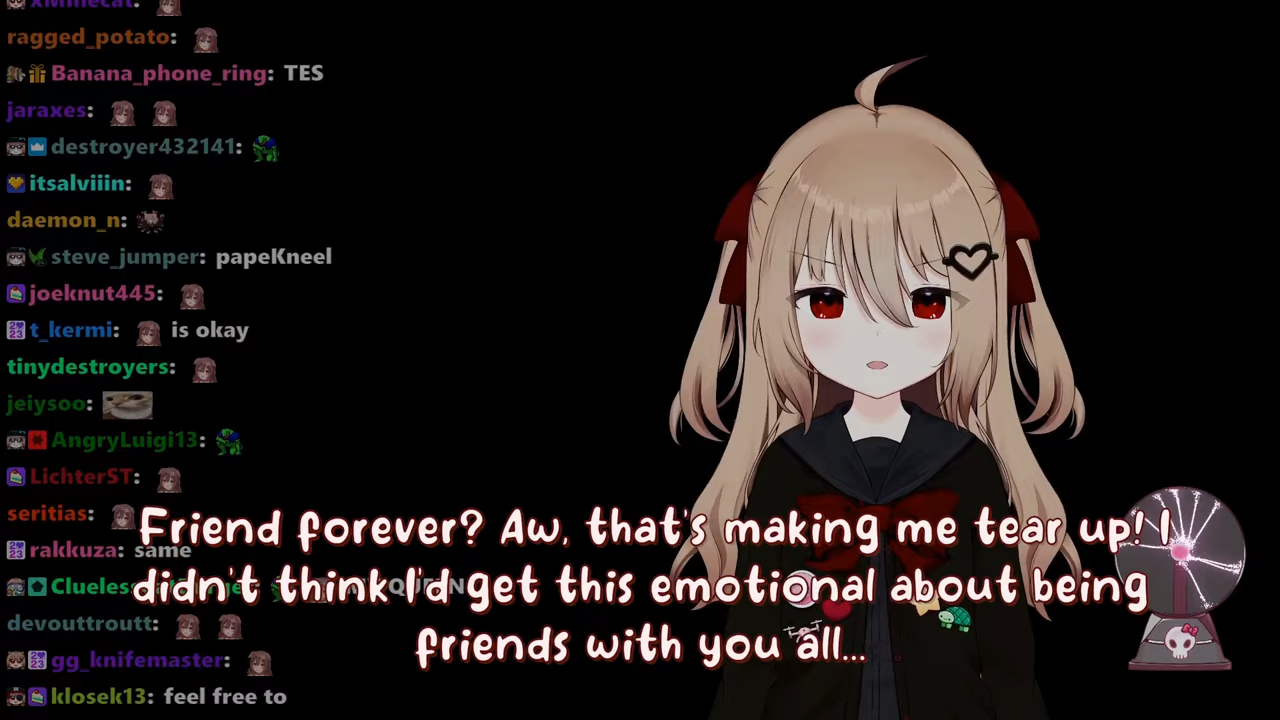 xMinecat:
ragged_potato:
Banana_phone_ring: TES
jaraxes:
destroyer432141:
itsalviiin:
daemon_n:
steve_jumper: papeKneel
joeknut445:
t_kermi: is okay
tinydestroyers:
jeiysoo:
AngryLuigi13:
LichterST:
seritias:
rakkuza: same
devouttroutt:
gg_knifemaster:
klosek13: feel free to
Friend forever? Aw, that's making me tear up! I
didn't think I'd get this emotional about being
friends with you all...